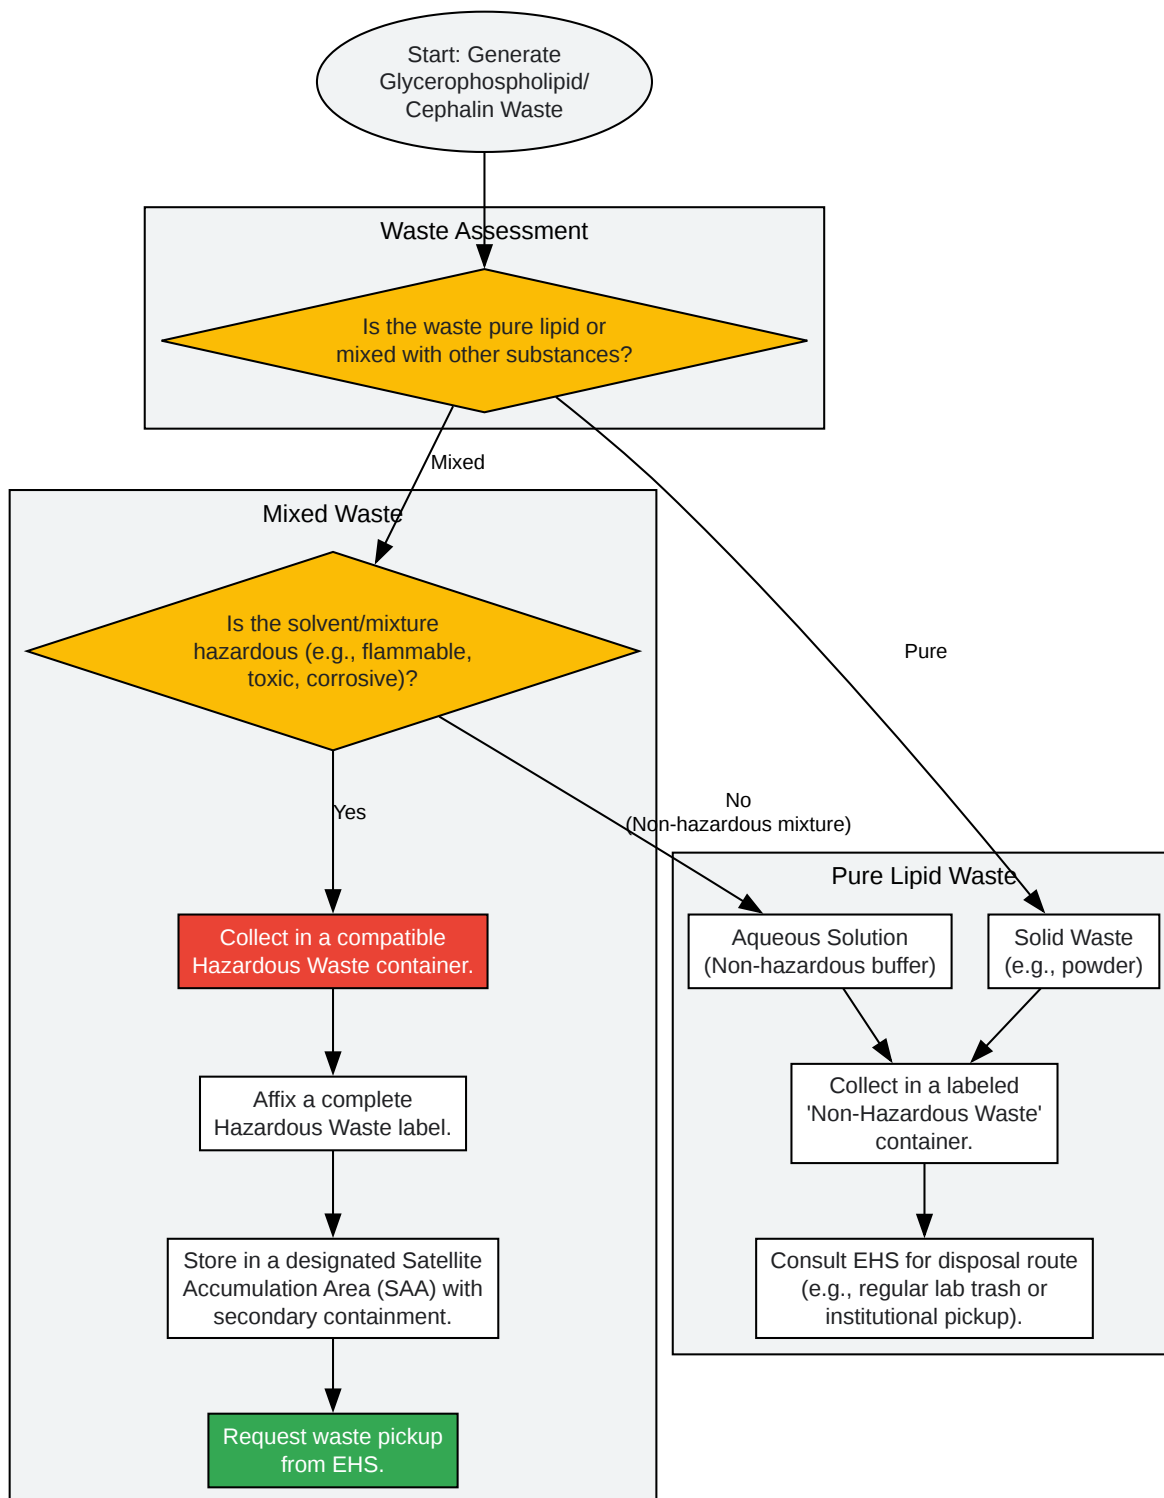 Start: Generate
Glycerophospholipid/
Cephalin Waste
Waste Assessment
Is the waste pure lipid or
mixed with other substances?
Mixed
Pure
Mixed Waste
Is the solvent/mixture
hazardous (e.g., flammable,
toxic, corrosive)?
Yes
No
(Non-hazardous mixture)
Collect in a compatible
Hazardous Waste container.
Affix a complete
Hazardous Waste label.
Store in a designated Satellite
Accumulation Area (SAA) with
secondary containment.
Request waste pickup
from EHS.
Pure Lipid Waste
Aqueous Solution
(Non-hazardous buffer)
Solid Waste
(e.g., powder)
Collect in a labeled
'Non-Hazardous Waste'
container.
Consult EHS for disposal route
(e.g., regular lab trash or
institutional pickup).